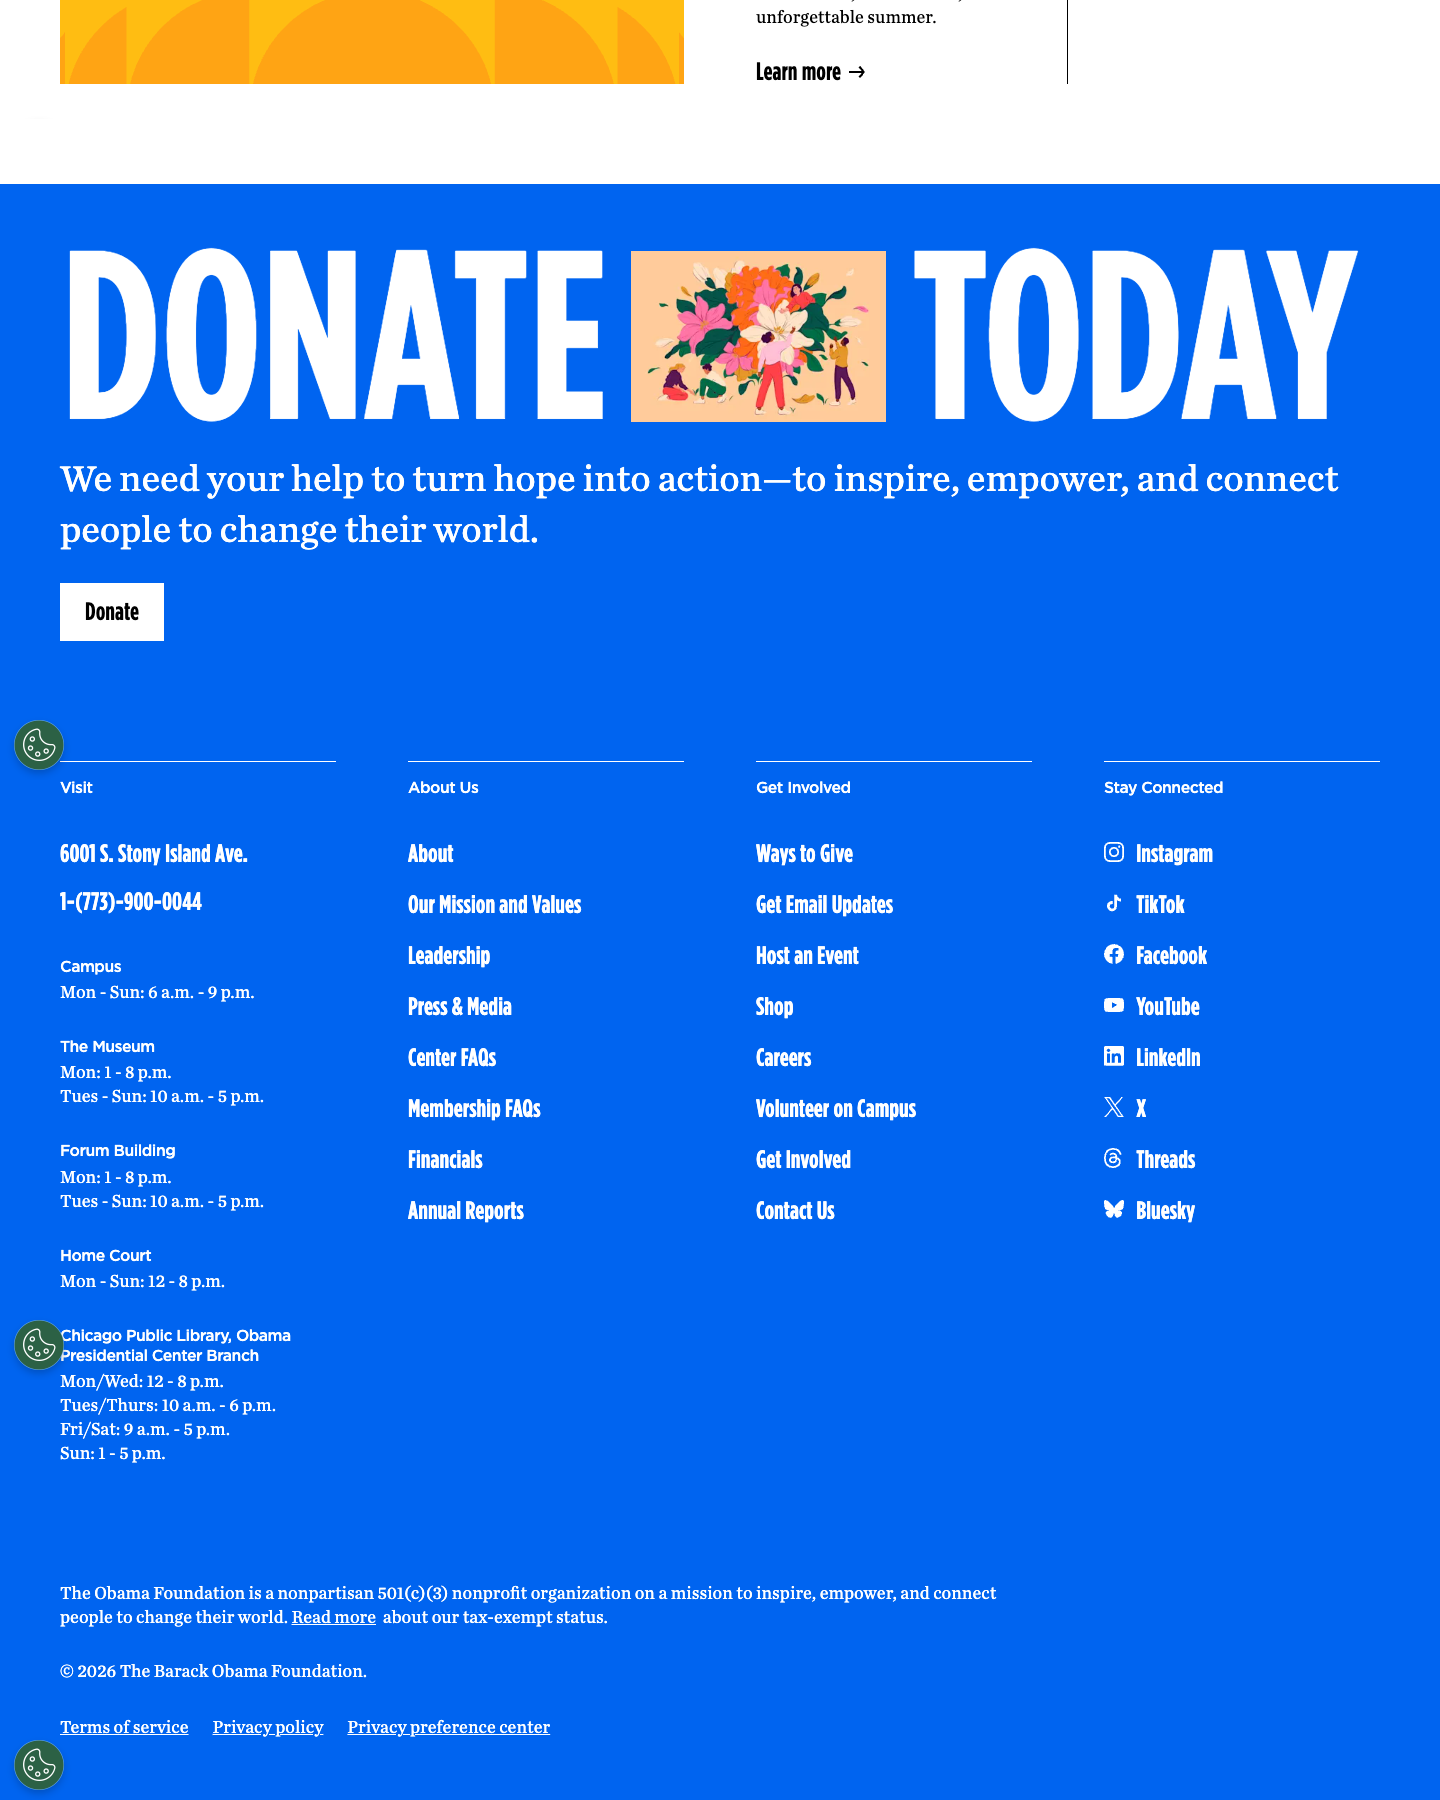 unforgettable summer.
Learn more →
DONATE TODAY
We need your help to turn hope into action—to inspire, empower, and connect
people to change their world.
Donate
Visit
6001 S. Stony Island Ave.
1-(773)-900-0044
Campus
Mon - Sun: 6 a.m. - 9 p.m.
The Museum
Mon: 1 - 8 p.m.
Tues - Sun: 10 a.m. - 5 p.m.
Forum Building
Mon: 1 - 8 p.m.
Tues - Sun: 10 a.m. - 5 p.m.
Home Court
Mon - Sun: 12 - 8 p.m.
Chicago Public Library, Obama
Presidential Center Branch
Mon/Wed: 12 - 8 p.m.
Tues/Thurs: 10 a.m. - 6 p.m.
Fri/Sat: 9 a.m. - 5 p.m.
Sun: 1 - 5 p.m.
About Us
About
Our Mission and Values
Leadership
Press & Media
Center FAQs
Membership FAQs
Financials
Annual Reports
Get Involved
Ways to Give
Get Email Updates
Host an Event
Shop
Careers
Volunteer on Campus
Get Involved
Contact Us
Stay Connected
Instagram
TikTok
Facebook
YouTube
LinkedIn
X
Threads
Bluesky
The Obama Foundation is a nonpartisan 501(c)(3) nonprofit organization on a mission to inspire, empower, and connect
people to change their world. Read more about our tax-exempt status.
© 2026 The Barack Obama Foundation.
Terms of service Privacy policy Privacy preference center